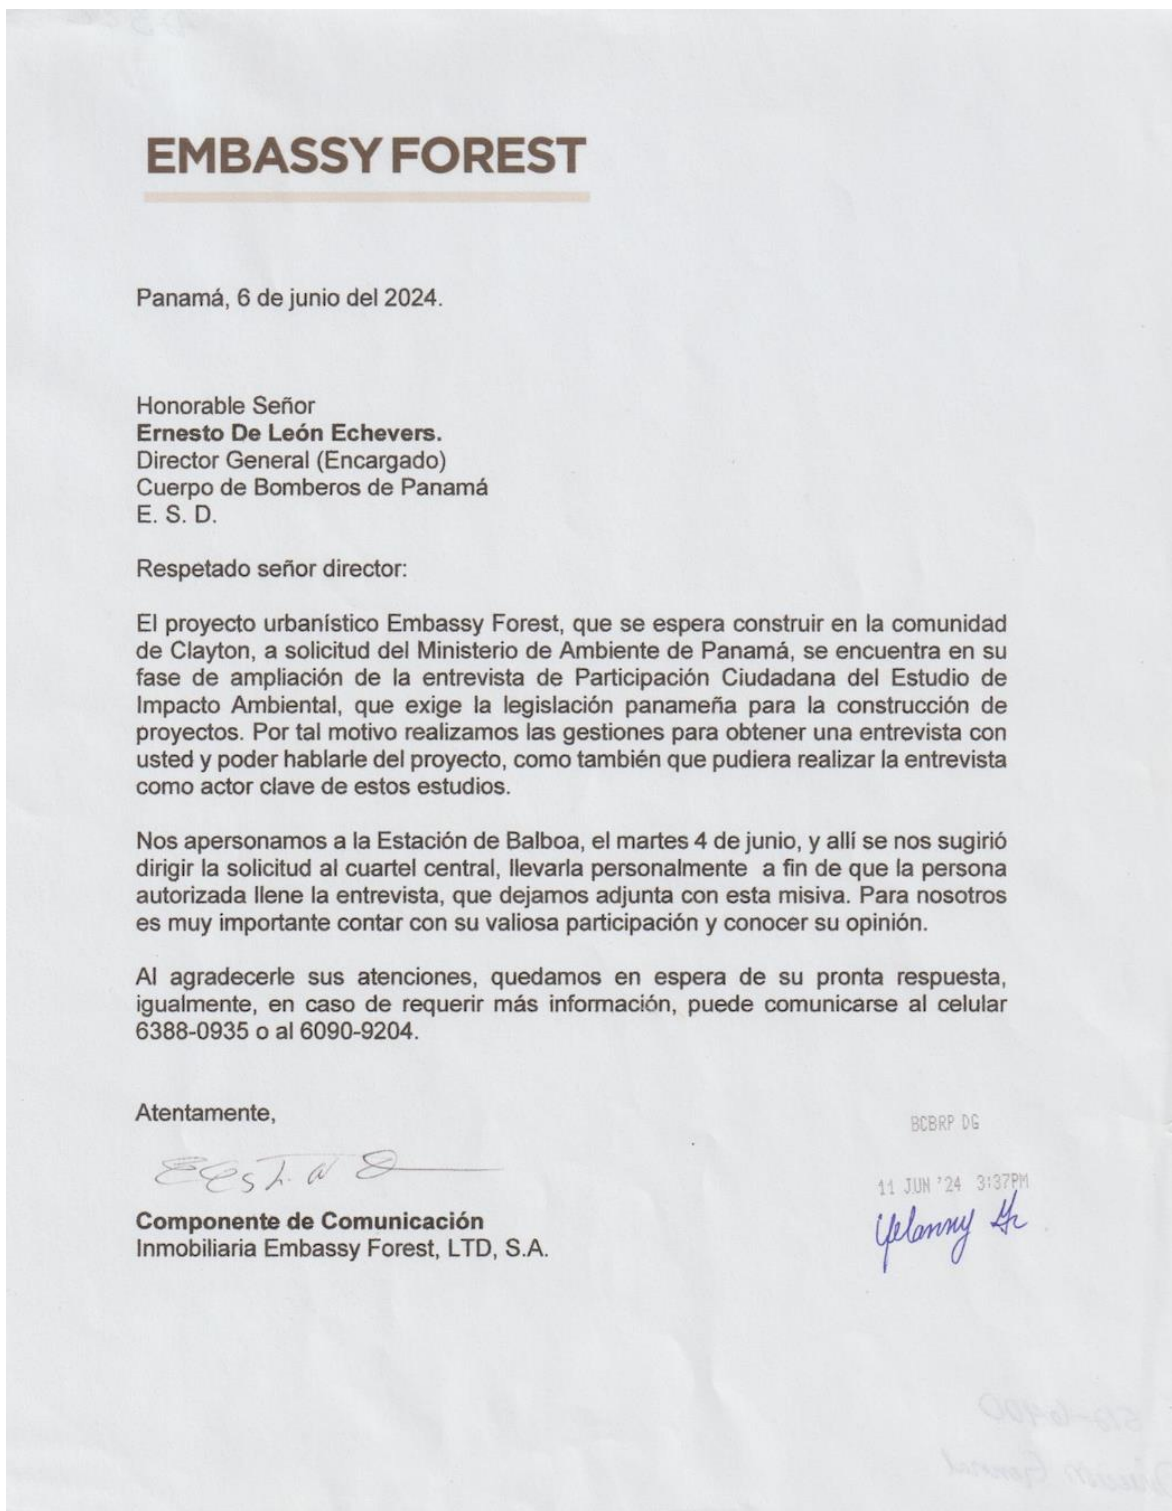 EMBASSY FOREST
Panamá, 6 de junio del 2024.
Honorable Señor
Ernesto De León Echevers.
Director General (Encargado)
Cuerpo de Bomberos de Panamá
E. S. D.
Respetado señor director:
El proyecto urbanístico Embassy Forest, que se espera construir en la comunidad
de Clayton, a solicitud del Ministerio de Ambiente de Panamá, se encuentra en su
fase de ampliación de la entrevista de Participación Ciudadana del Estudio de
Impacto Ambiental, que exige la legislación panameña para la construcción de
proyectos. Por tal motivo realizamos las gestiones para obtener una entrevista con
usted y poder hablarle del proyecto, como también que pudiera realizar la entrevista
como actor clave de estos estudios.
Nos apersonamos a la Estación de Balboa, el martes 4 de junio, y allí se nos sugirió
dirigir la solicitud al cuartel central, llevarla personalmente a fin de que la persona
autorizada llene la entrevista, que dejamos adjunta con esta misiva. Para nosotros
es muy importante contar con su valiosa participación y conocer su opinión.
Al agradecerle sus atenciones, quedamos en espera de su pronta respuesta,
igualmente, en caso de requerir más información, puede comunicarse al celular
6388-0935 o al 6090-9204.
Atentamente,
BCBRP DG
11 JUN '24 3:37PM
Yelanny
Componente de Comunicación
Inmobiliaria Embassy Forest, LTD, S.A.